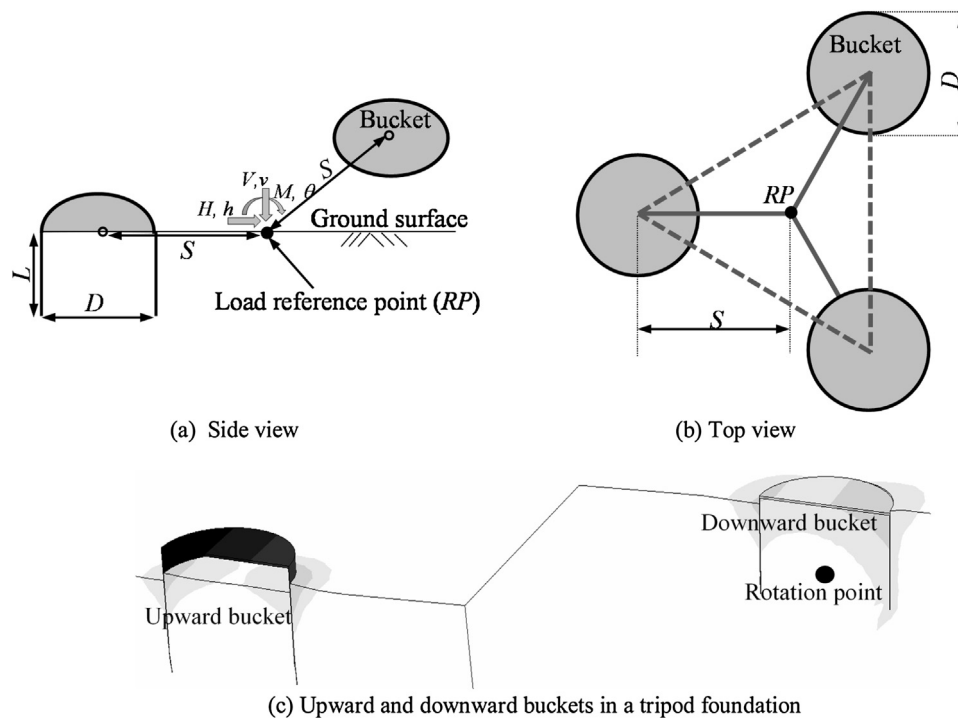 Bucket
S
V,v
M, θ
H, h
Ground surface
S
L
D
Load reference point (RP)
(a) Side view
Bucket
D
RP
S
(b) Top view
Downward bucket
Rotation point
Upward bucket
(c) Upward and downward buckets in a tripod foundation